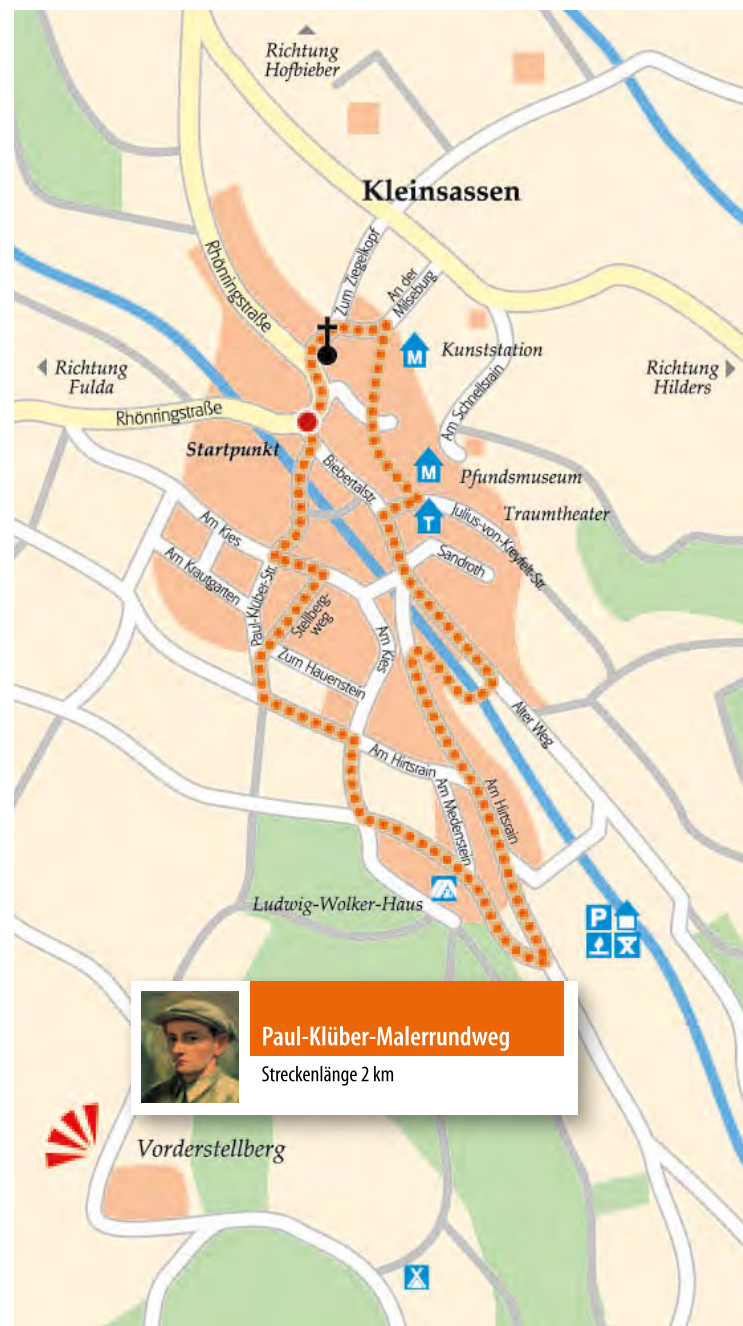 Richtung
Hofbieber
Kleinsassen
Zum Ziegelkopf
An der
Milseburg
Rhönringstraße
M
Kunststation
Richtung
Fulda
Richtung
Hilders
Rhönringstraße
Am Schnellsrain
Startpunkt
Biebertalstr.
M
Pfundsmuseum
T
Traumtheater
Julius-von-Kreyfelt-Str.
Am Kies
Sandroth
Am Krautgarten
Paul-Klüber-Str.
Stellberg-
weg
Am Kies
Zum Hauenstein
Alter Weg
Am Hirtsrain
Am Medenstein
Am Hirtsrain
Ludwig-Wolker-Haus
P
Paul-Klüber-Malerrundweg
Streckenlänge 2 km
Vorderstellberg